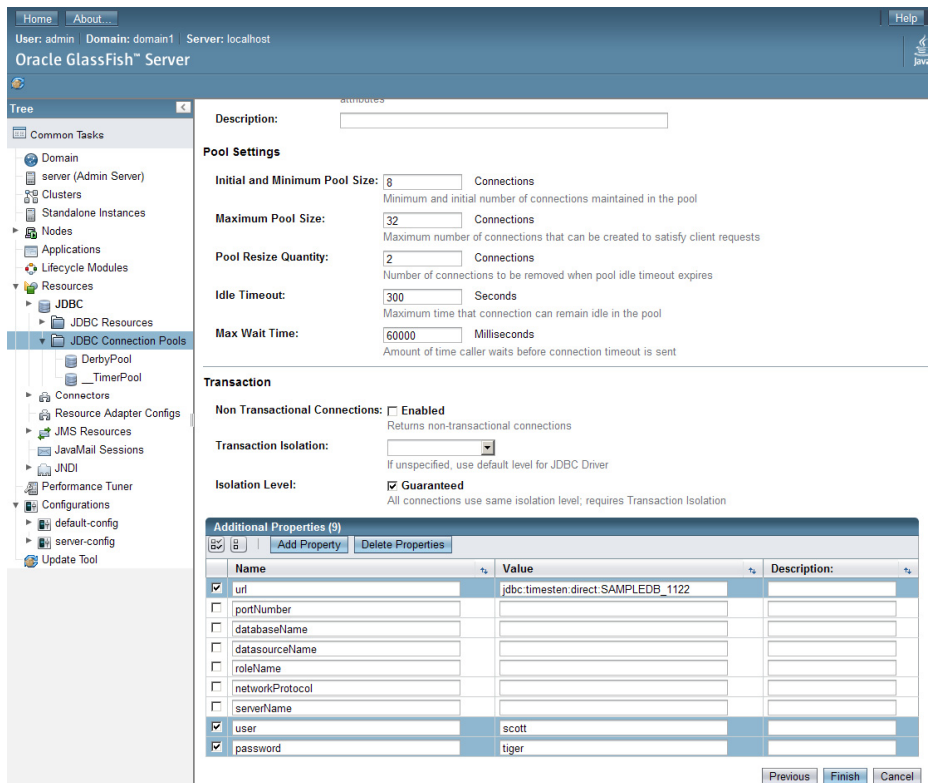 Home About... Help
User: admin Domain: domain1 Server: localhost
Oracle GlassFish™ Server
Java
Tree
Common Tasks
Domain
server (Admin Server)
Clusters
Standalone Instances
Nodes
Applications
Lifecycle Modules
Resources
JDBC
JDBC Resources
JDBC Connection Pools
DerbyPool
__TimerPool
Connectors
Resource Adapter Configs
JMS Resources
JavaMail Sessions
JNDI
Performance Tuner
Configurations
default-config
server-config
Update Tool
attributes
Description:
Pool Settings
Initial and Minimum Pool Size: 8 Connections
Minimum and initial number of connections maintained in the pool
Maximum Pool Size: 32 Connections
Maximum number of connections that can be created to satisfy client requests
Pool Resize Quantity: 2 Connections
Number of connections to be removed when pool idle timeout expires
Idle Timeout: 300 Seconds
Maximum time that connection can remain idle in the pool
Max Wait Time: 60000 Milliseconds
Amount of time caller waits before connection timeout is sent
Transaction
Non Transactional Connections: Enabled
Returns non-transactional connections
Transaction Isolation:
If unspecified, use default level for JDBC Driver
Isolation Level: Guaranteed
All connections use same isolation level; requires Transaction Isolation
Additional Properties (9)
Add Property Delete Properties
Name Value Description:
url jdbc:timesten:direct:SAMPLEDB_1122
portNumber
databaseName
datasourceName
roleName
networkProtocol
serverName
user scott
password tiger
Previous Finish Cancel